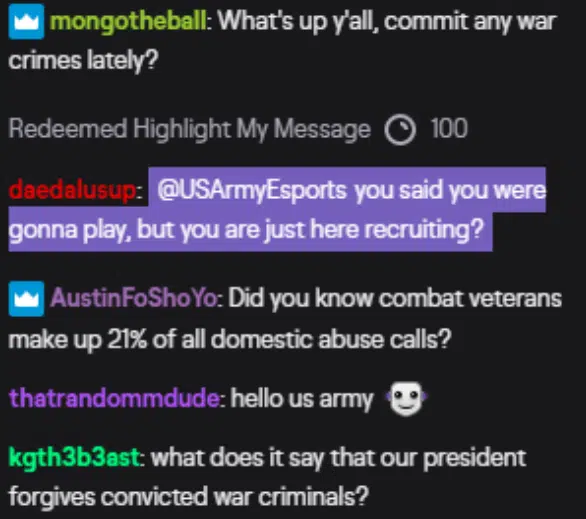 mongotheball: What's up y'all, commit any war
crimes lately?
Redeemed Highlight My Message 100
daedalusup: @USArmyEsports you said you were
gonna play, but you are just here recruiting?
AustinFoShoYo: Did you know combat veterans
make up 21% of all domestic abuse calls?
thatrandommdude: hello us army
kgth3b3ast: what does it say that our president
forgives convicted war criminals?